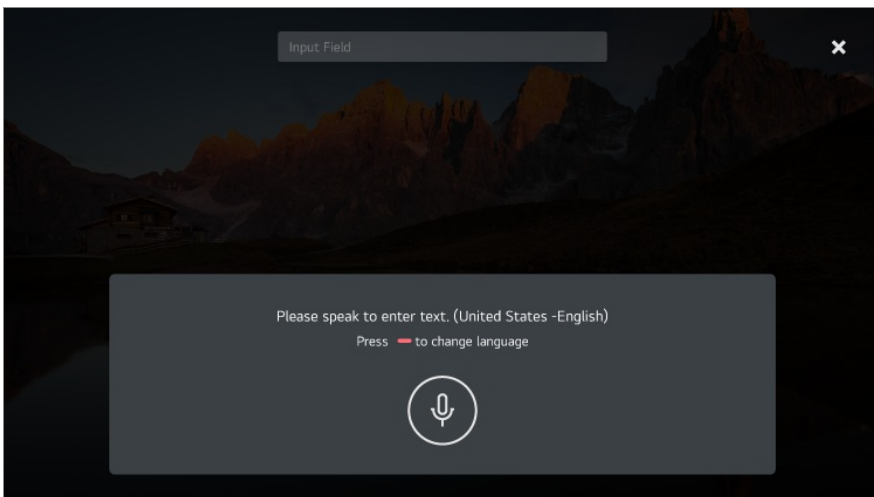 Input Field
Please speak to enter text. (United States -English)
Press to change language